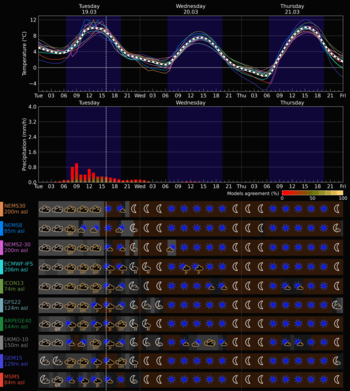 Tuesday
19.03
Wednesday
20.03
Thursday
21.03
Temperature (°C)
12
8
4
0
-4
Tue 03 06 09 12 15 18 21 Wed 03 06 09 12 15 18 21 Thu 03 06 09 12 15 18 21 Fri
Tuesday
Wednesday
Thursday
Precipitation (mm/h)
4.0
3.2
2.4
1.6
0.8
0.0
Tue 03 06 09 12 15 18 21 Wed 03 06 09 12 15 18 21 Thu 03 06 09 12 15 18 21 Fri
Models agreement (%)
0
50
100
NEMS30
200m asl
NEMS8
85m asl
NEMS2-30
200m asl
ECMWF-IFS
206m asl
ICON13
74m asl
GFS22
124m asl
ARPEGE40
144m asl
UKMO-10
150m asl
GEM15
129m asl
MSM5
84m asl